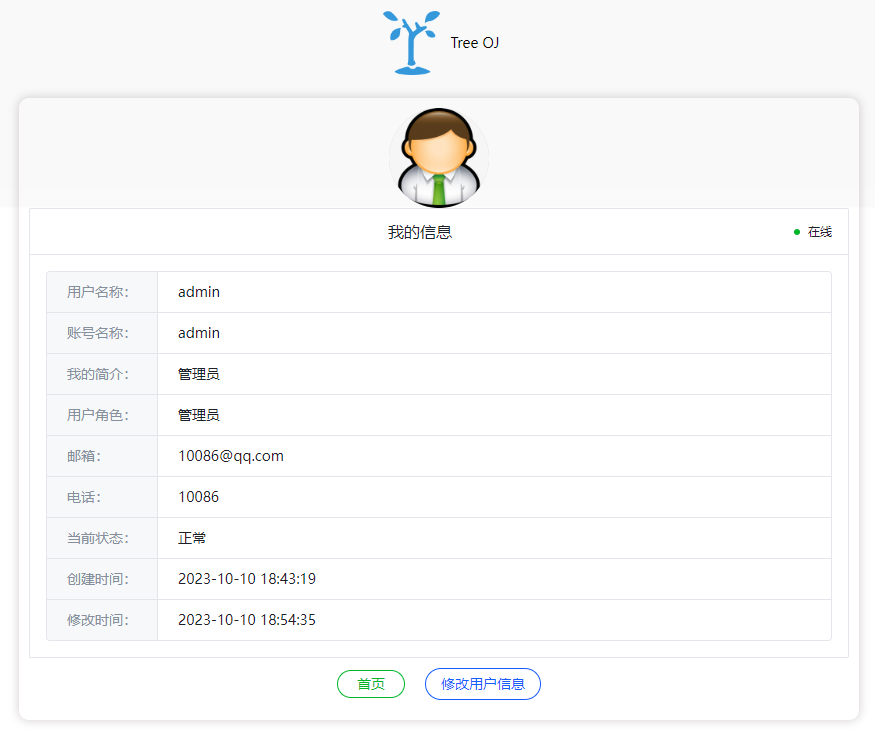 Tree OJ
我的信息 在线
用户名称： admin
账号名称： admin
我的简介： 管理员
用户角色： 管理员
邮箱： 10086@qq.com
电话： 10086
当前状态： 正常
创建时间： 2023-10-10 18:43:19
修改时间： 2023-10-10 18:54:35
首页 修改用户信息